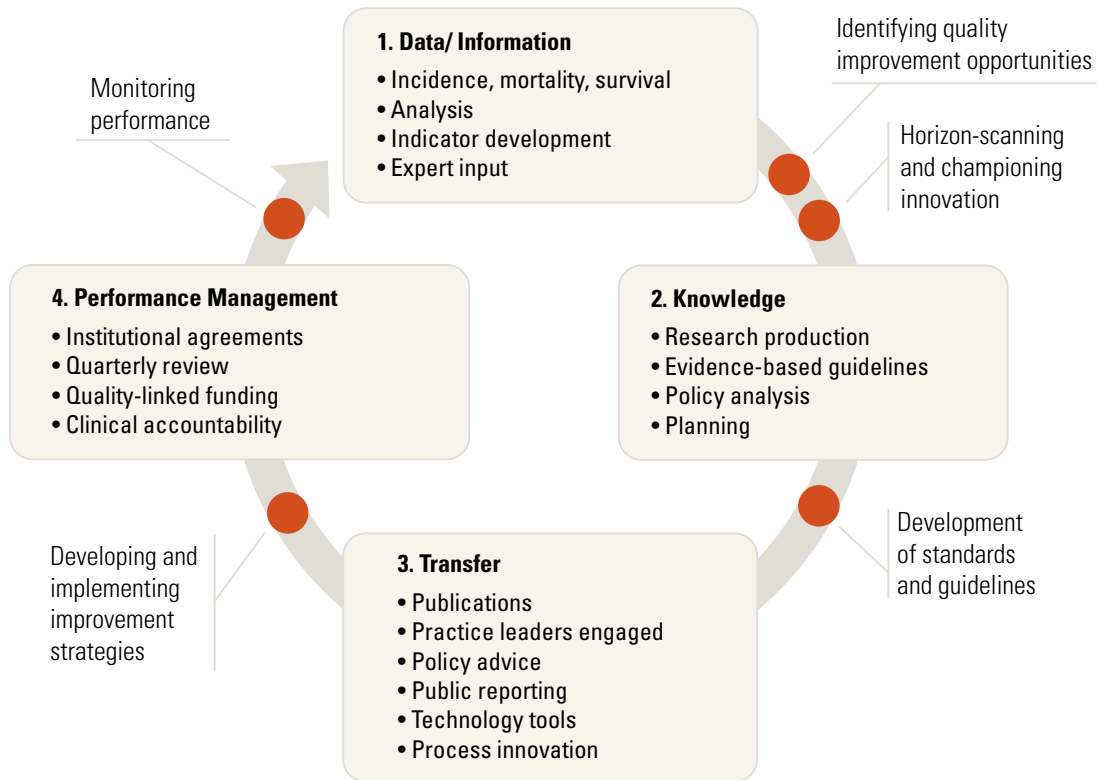 1. Data/ Information
• Incidence, mortality, survival
• Analysis
• Indicator development
• Expert input
Identifying quality
improvement opportunities
Horizon-scanning
and championing
innovation
2. Knowledge
• Research production
• Evidence-based guidelines
• Policy analysis
• Planning
Development
of standards
and guidelines
3. Transfer
• Publications
• Practice leaders engaged
• Policy advice
• Public reporting
• Technology tools
• Process innovation
Developing and
implementing
improvement
strategies
4. Performance Management
• Institutional agreements
• Quarterly review
• Quality-linked funding
• Clinical accountability
Monitoring
performance